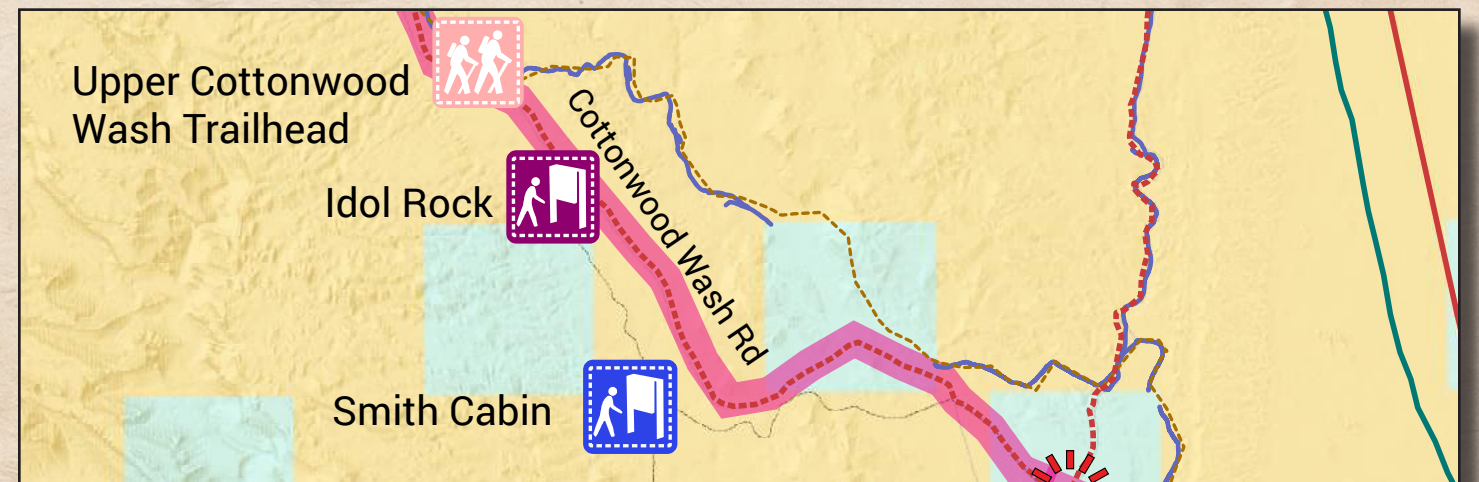 Upper Cottonwood
Wash Trailhead
Idol Rock
Cottonwood Wash Rd
Smith Cabin